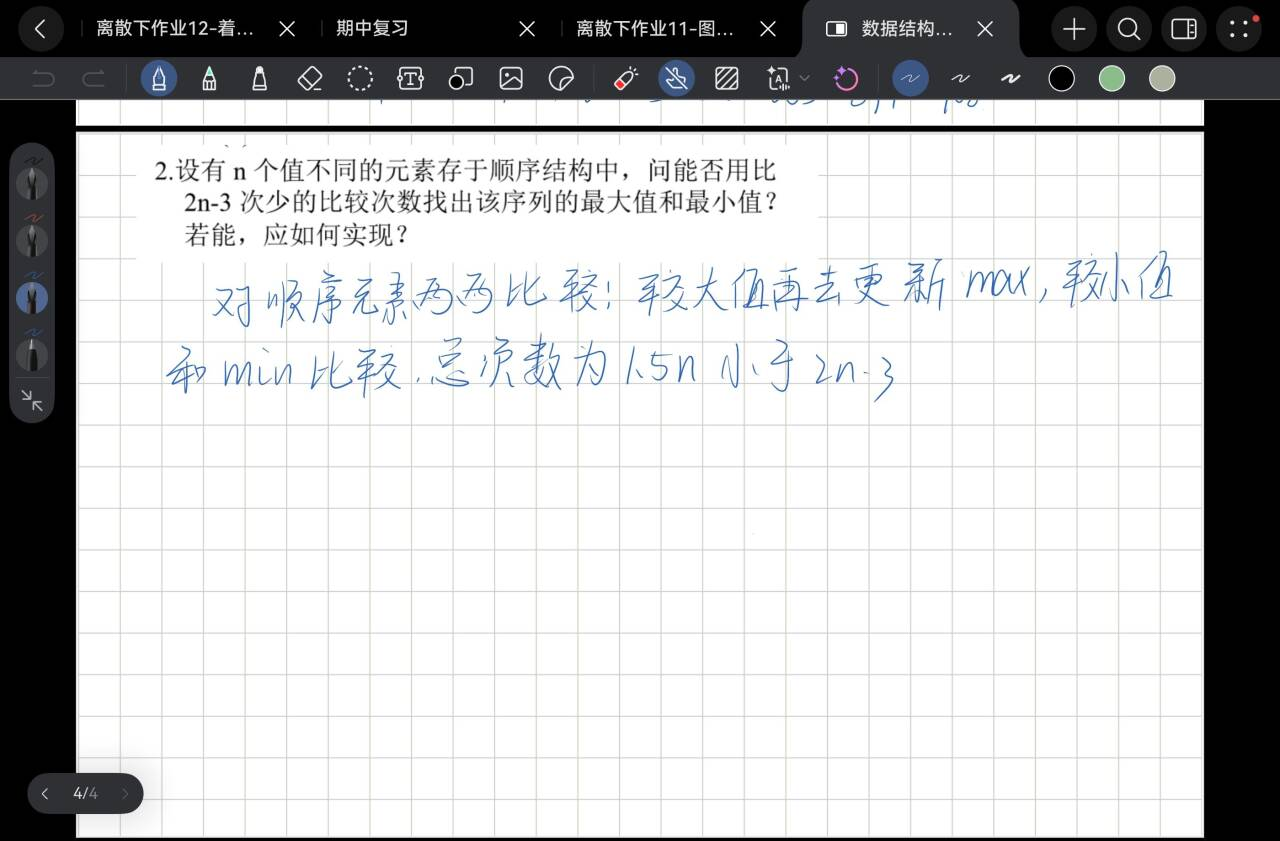 离散下作业12-着...
期中复习
离散下作业11-图...
数据结构...
2.设有 n 个值不同的元素存于顺序结构中，问能否用比
2n-3 次少的比较次数找出该序列的最大值和最小值？
若能，应如何实现？
对顺序元素两两比较；较大值再去更新 max, 较小值
和 min 比较. 总次数为 1.5n 小于 2n-3
4/4